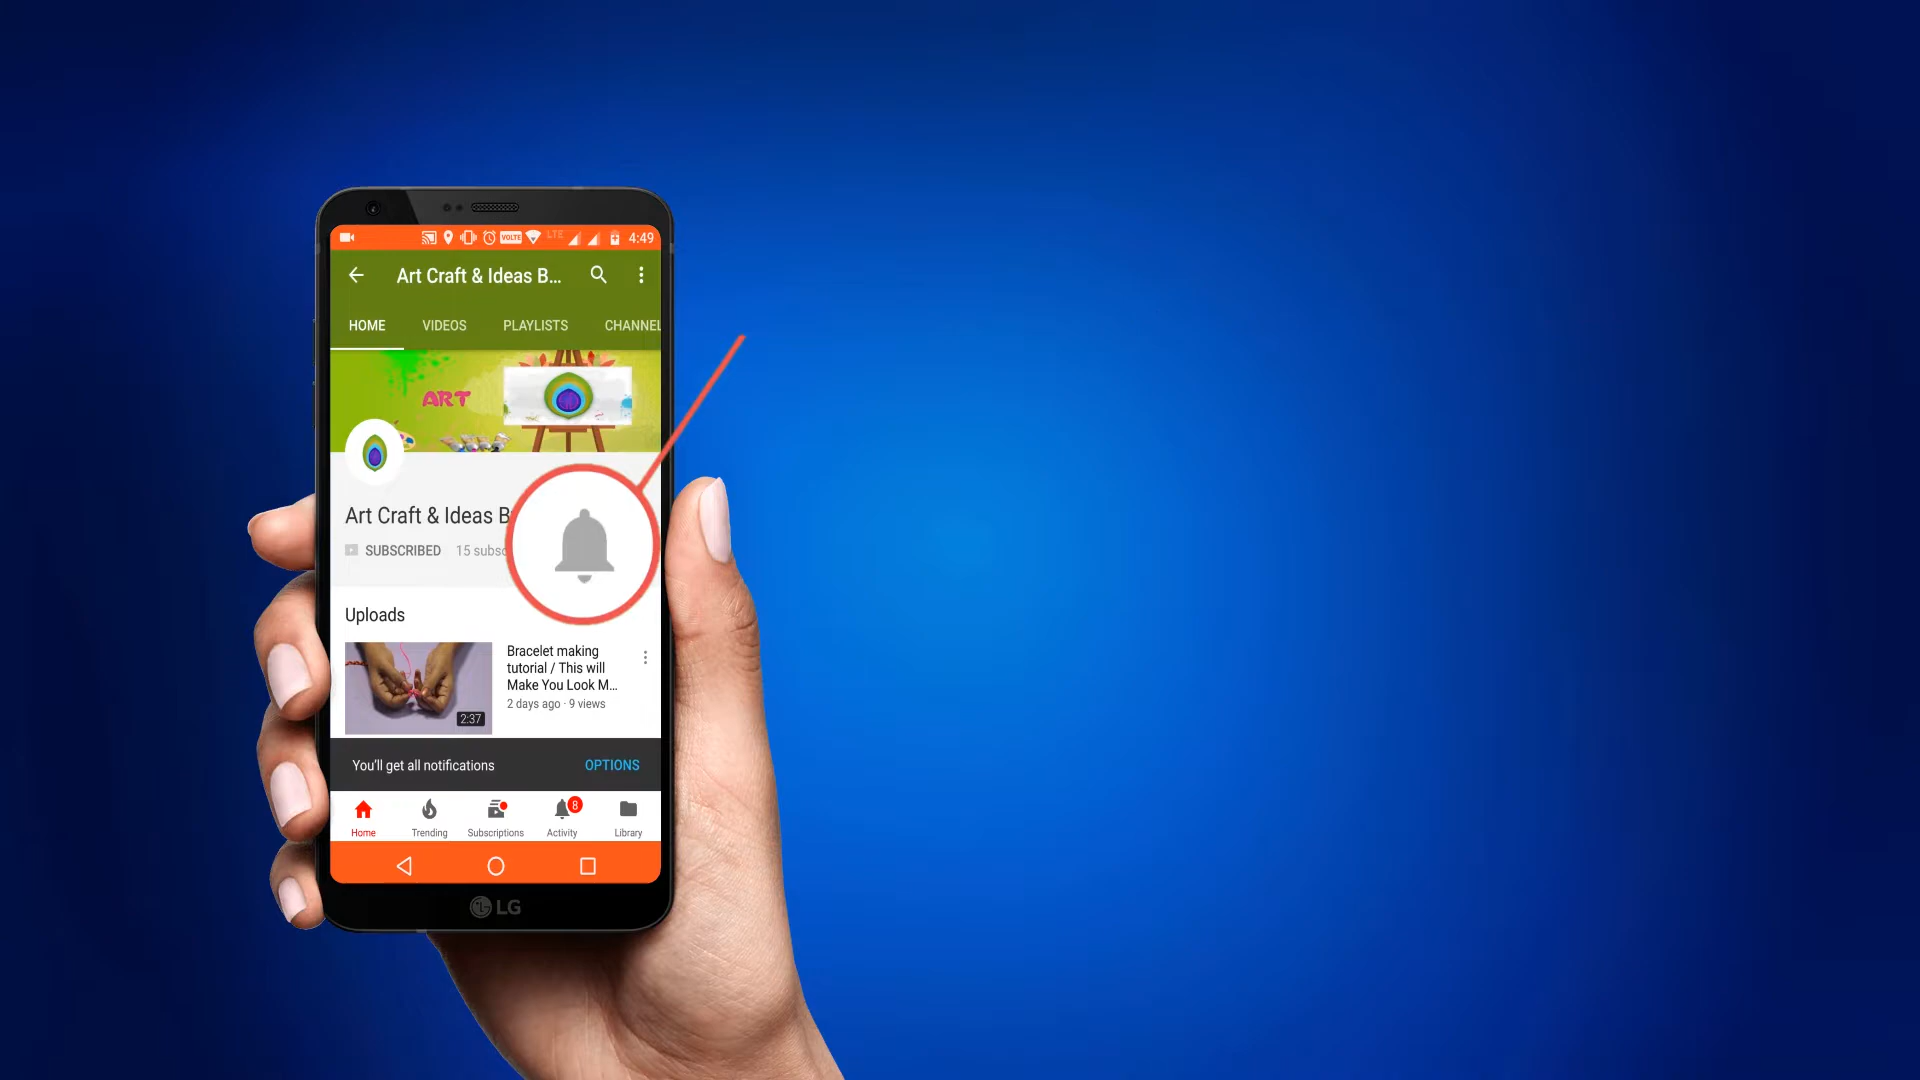 VOLTE LTE 4:49
Art Craft & Ideas B...
HOME VIDEOS PLAYLISTS CHANNEL
ART
Art Craft & Ideas B
SUBSCRIBED 15 subsc
Uploads
Bracelet making
tutorial / This will
Make You Look M...
2 days ago · 9 views
2:37
You'll get all notifications OPTIONS
8
Home Trending Subscriptions Activity Library
LG